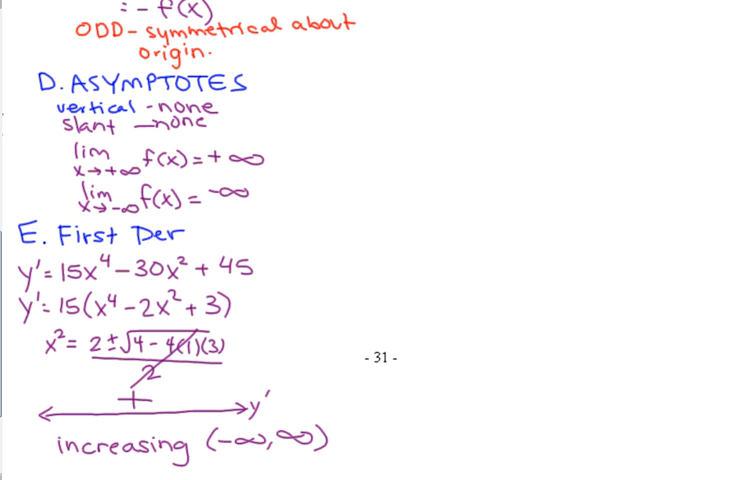 = - f(x)
ODD - symmetrical about
origin.
D. ASYMPTOTES
vertical - none
slant - none
lim x→+∞ f(x) = + ∞
lim x→-∞ f(x) = -∞
E. First Der
y' = 15x⁴ - 30x² + 45
y' = 15(x⁴ - 2x² + 3)
x² = 2 ± √4 - 4(1)(3)
2
- 31 -
+
y'
increasing (-∞, ∞)